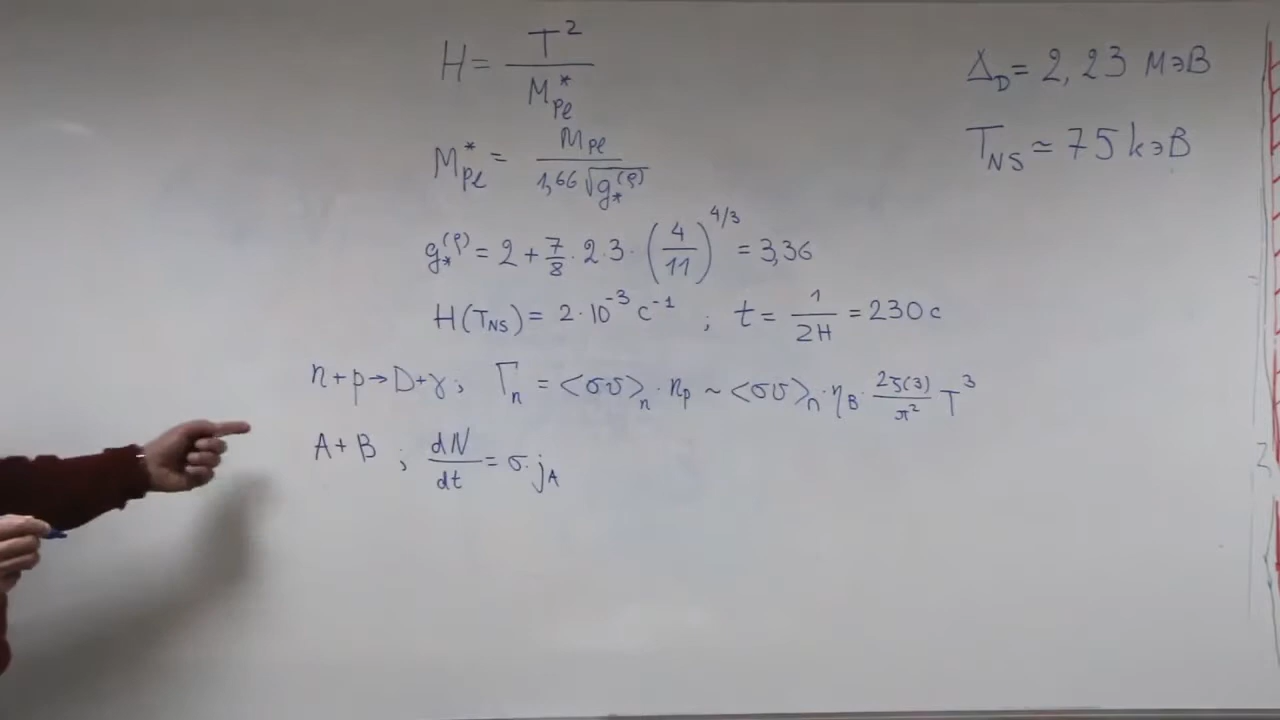 H = T² / M*_Pl
Δ_D = 2,23 МэВ
M*_Pl = M_Pl / 1,66 √g_*^(ρ)
T_NS ≃ 75 кэВ
g_*^(ρ) = 2 + 7/8 · 2 · 3 · (4/11)^4/3 = 3,36
H(T_NS) = 2 · 10⁻³ c⁻¹ ; t = 1/2H = 230 c
n + p → D + γ ; Γ_n = <σv>_n · n_p ~ <σv>_n · η_B · 2ζ(3)/π² T³
A + B ; dN/dt = σ · j_A